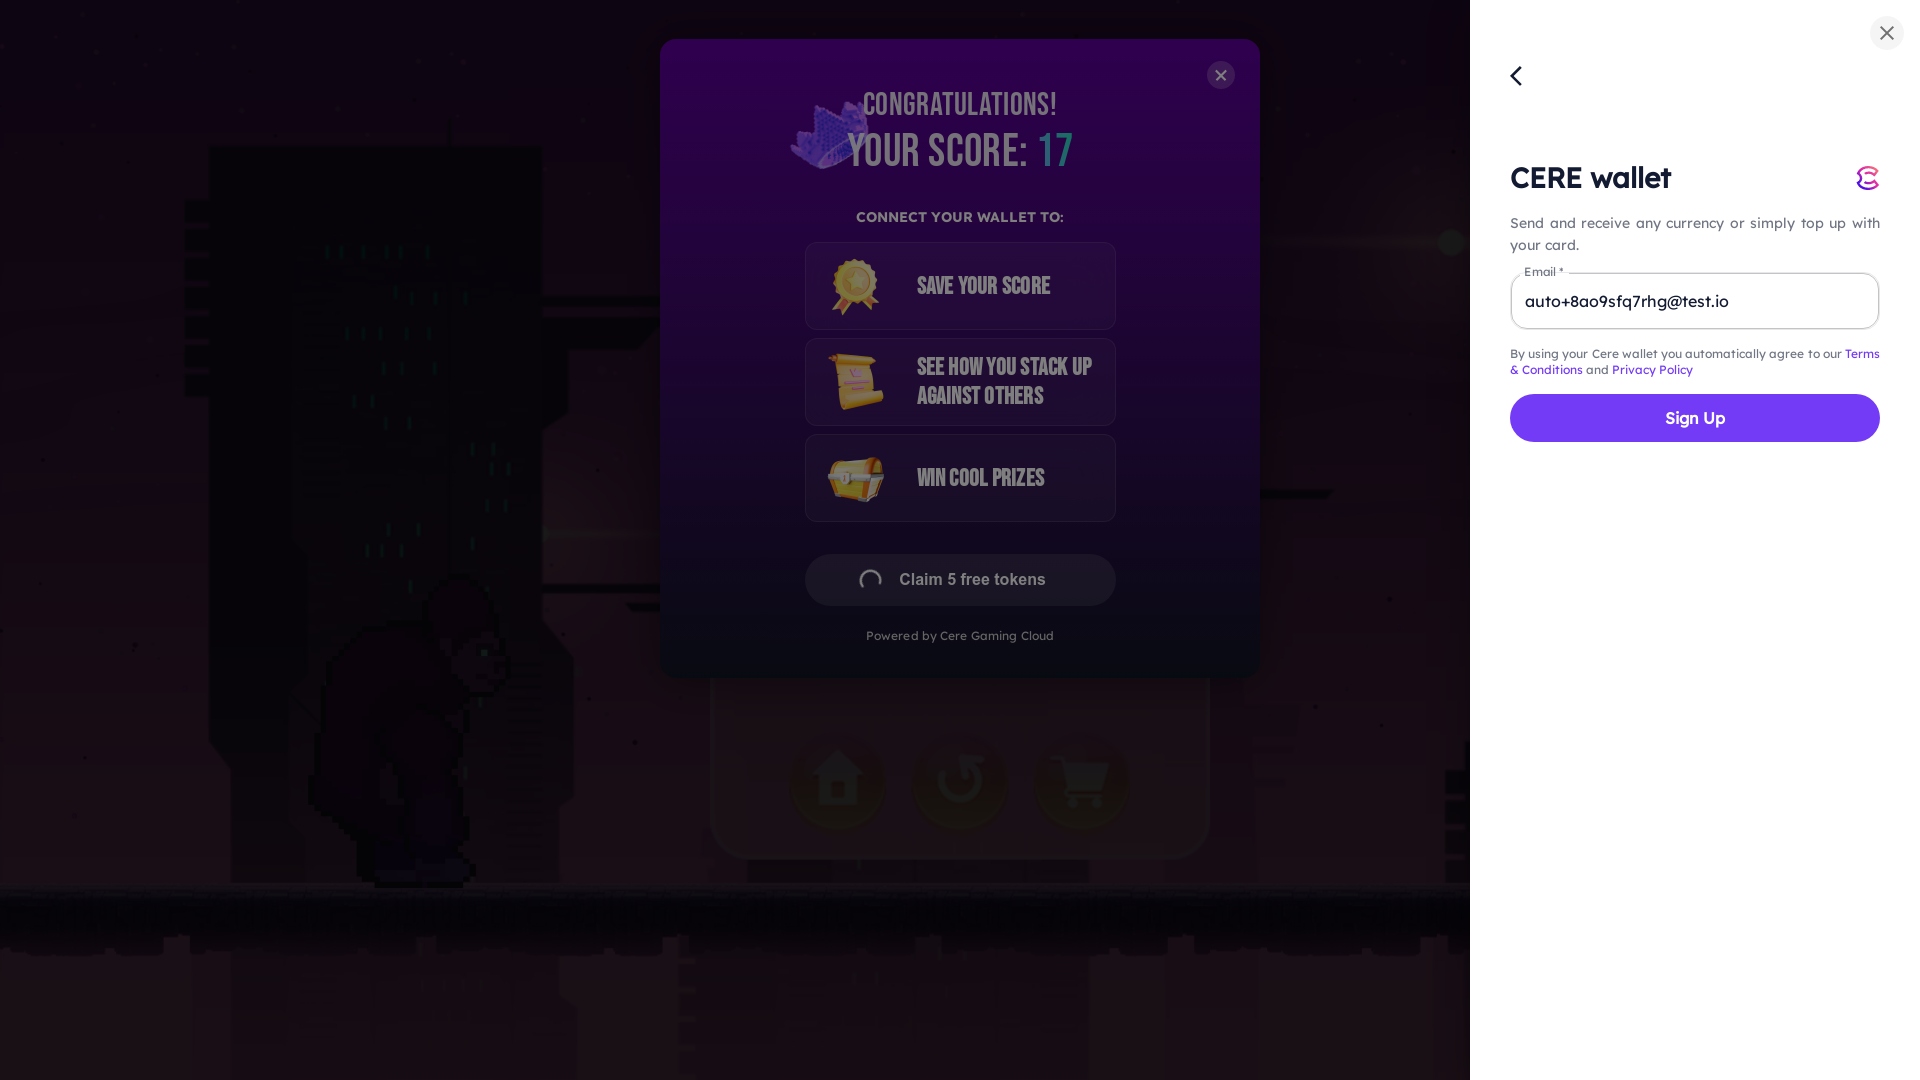 CONGRATULATIONS!
YOUR SCORE: 17
CONNECT YOUR WALLET TO:
SAVE YOUR SCORE
SEE HOW YOU STACK UP
AGAINST OTHERS
WIN COOL PRIZES
Claim 5 free tokens
Powered by Cere Gaming Cloud
CERE wallet
Send and receive any currency or simply top up with
your card.
Email *
auto+8ao9sfq7rhg@test.io
By using your Cere wallet you automatically agree to our Terms
& Conditions and Privacy Policy
Sign Up